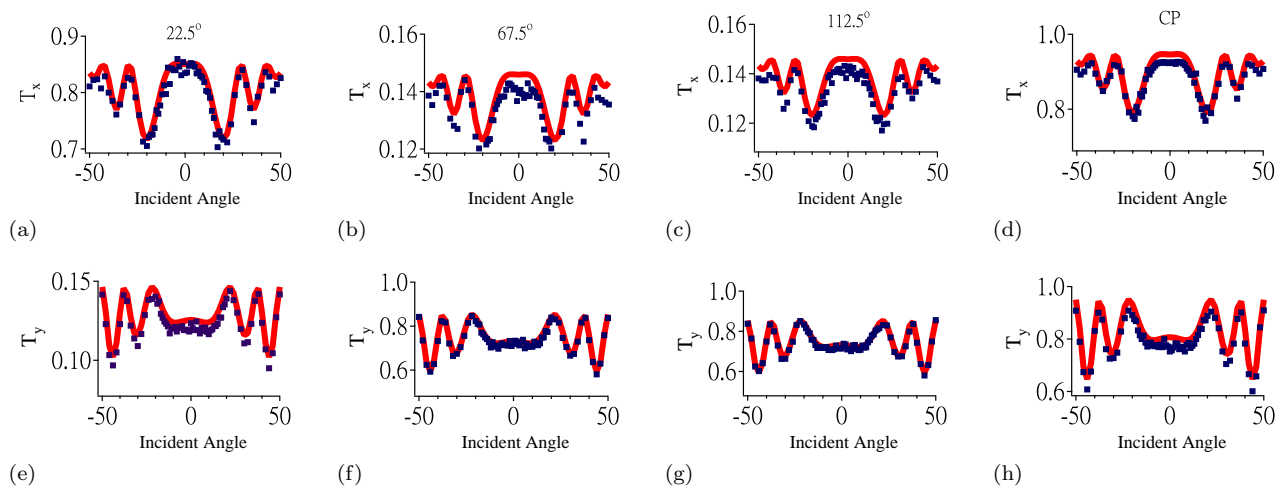 22.5°
0.9
0.8
0.7
T_x
-50 0 50
Incident Angle
(a)
67.5°
0.16
0.14
0.12
T_x
-50 0 50
Incident Angle
(b)
112.5°
0.16
0.14
0.12
T_x
-50 0 50
Incident Angle
(c)
CP
1.0
0.8
T_x
-50 0 50
Incident Angle
(d)
0.15
0.10
T_y
-50 0 50
Incident Angle
(e)
1.0
0.8
0.6
T_y
-50 0 50
Incident Angle
(f)
1.0
0.8
0.6
T_y
-50 0 50
Incident Angle
(g)
1.0
0.8
0.6
T_y
-50 0 50
Incident Angle
(h)